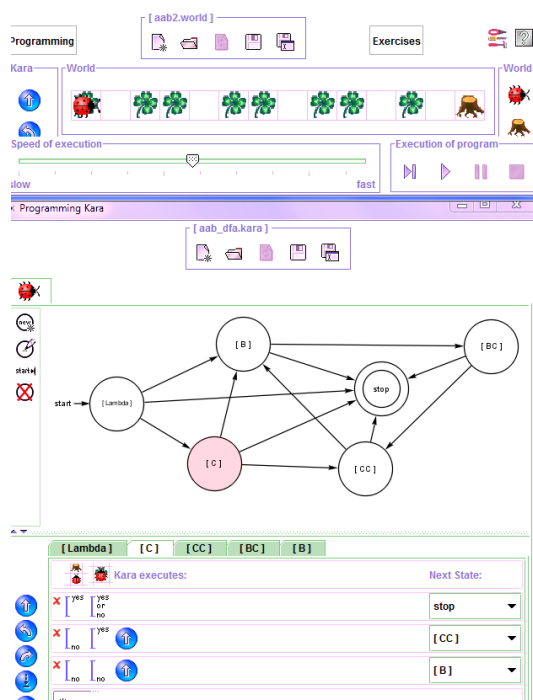 [ aab2.world ]
Programming
Exercises
Kara
World
World
Speed of execution
slow
fast
Execution of program
Programming Kara
[ aab_dfa.kara ]
new
start
start
[Lambda]
[ B ]
[ BC ]
stop
[ C ]
[ CC ]
[ Lambda ]
[ C ]
[ CC ]
[ BC ]
[ B ]
Kara executes:
Next State:
yes
yes
or
no
stop
no
yes
[ CC ]
no
no
[ B ]